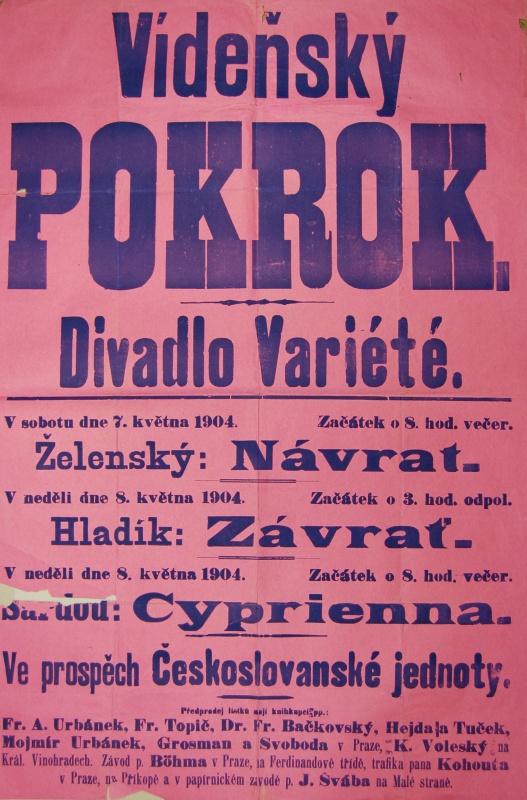 Vídeňský
POKROK.
Divadlo Variété.
V sobotu dne 7. května 1904. Začátek o 8. hod. večer.
Želenský: Návrat.
V neděli dne 8. května 1904. Začátek o 3. hod. odpol.
Hladík: Závrať.
V neděli dne 8. května 1904. Začátek o 8. hod. večer.
Sardou: Cyprienna.
Ve prospěch Českoslovanské jednoty.
Předprodej lístků mají knihkupci pp.:
Fr. A. Urbánek, Fr. Topič, Dr. Fr. Bačkovský, Hejda a Tuček,
Mojmír Urbánek, Grosman a Svoboda v Praze, K. Voleský na
Král. Vinohradech. Závod p. Böhma v Praze, na Ferdinandově třídě, trafika pana Kohouta
v Praze, na Příkopě a v papírnickém závodě p. J. Švába na Malé straně.